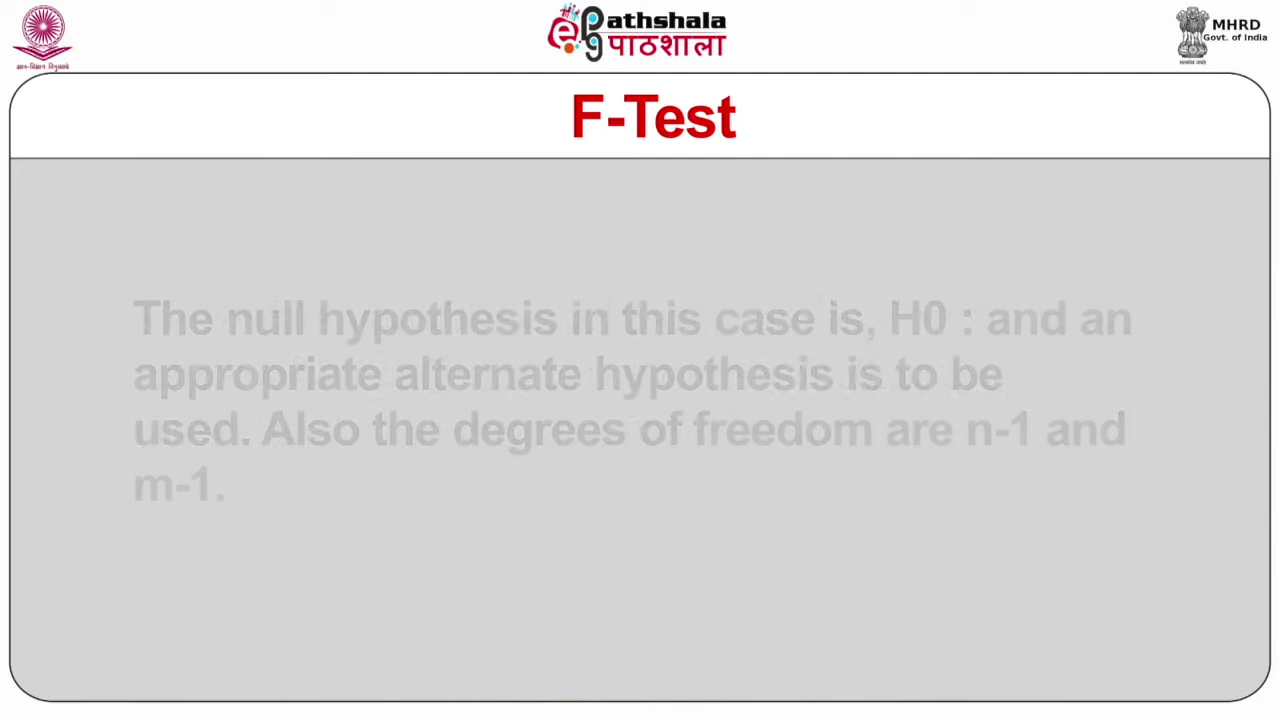 ePathshala
पाठशाला
MHRD
Govt. of India
F-Test
The null hypothesis in this case is, H0 : and an
appropriate alternate hypothesis is to be
used. Also the degrees of freedom are n-1 and
m-1.